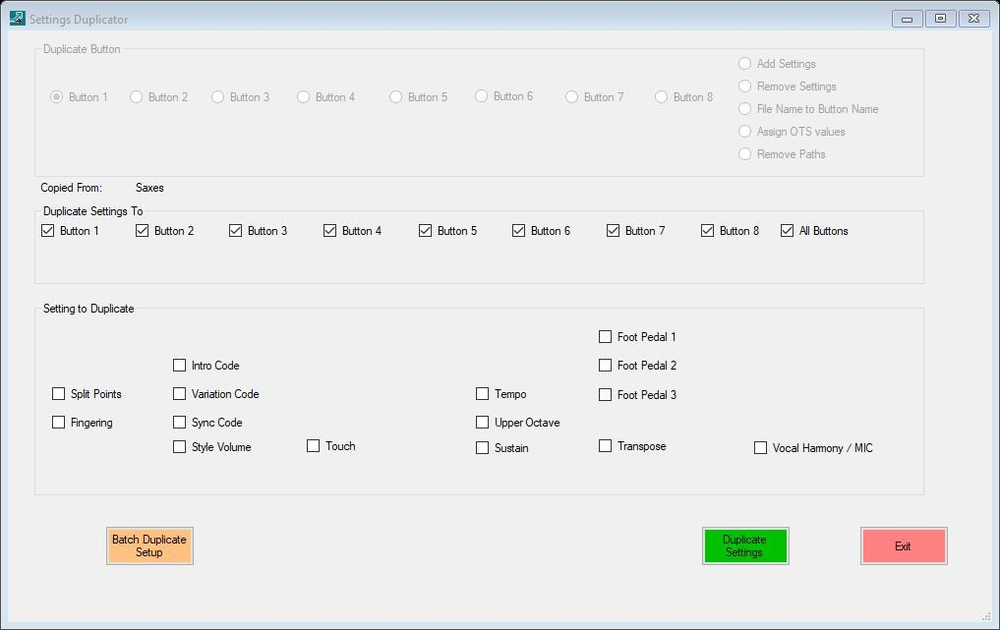 Settings Duplicator
Duplicate Button
Button 1 Button 2 Button 3 Button 4 Button 5 Button 6 Button 7 Button 8
Add Settings
Remove Settings
File Name to Button Name
Assign OTS values
Remove Paths
Copied From: Saxes
Duplicate Settings To
Button 1 Button 2 Button 3 Button 4 Button 5 Button 6 Button 7 Button 8 All Buttons
Setting to Duplicate
Foot Pedal 1
Intro Code Foot Pedal 2
Split Points Variation Code Tempo Foot Pedal 3
Fingering Sync Code Upper Octave
Style Volume Touch Sustain Transpose Vocal Harmony / MIC
Batch Duplicate
Setup
Duplicate
Settings
Exit